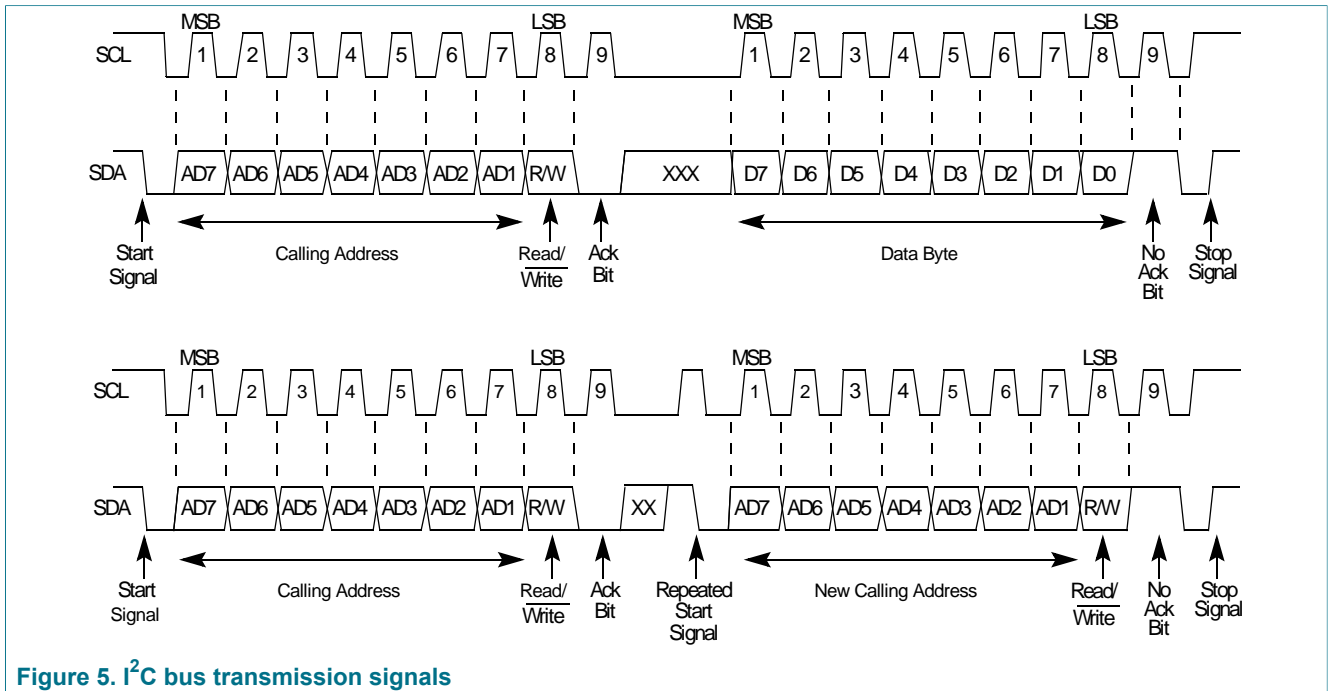 MSB LSB MSB LSB
SCL 1 2 3 4 5 6 7 8 9 1 2 3 4 5 6 7 8 9
SDA AD7 AD6 AD5 AD4 AD3 AD2 AD1 R/W XXX D7 D6 D5 D4 D3 D2 D1 D0
Start Signal
Calling Address
Read/ Write
Ack Bit
Data Byte
No Ack Bit
Stop Signal
MSB LSB MSB LSB
SCL 1 2 3 4 5 6 7 8 9 1 2 3 4 5 6 7 8 9
SDA AD7 AD6 AD5 AD4 AD3 AD2 AD1 R/W XX AD7 AD6 AD5 AD4 AD3 AD2 AD1 R/W
Start Signal
Calling Address
Read/ Write
Ack Bit
Repeated Start Signal
New Calling Address
Read/ Write
No Ack Bit
Stop Signal
Figure 5. I²C bus transmission signals